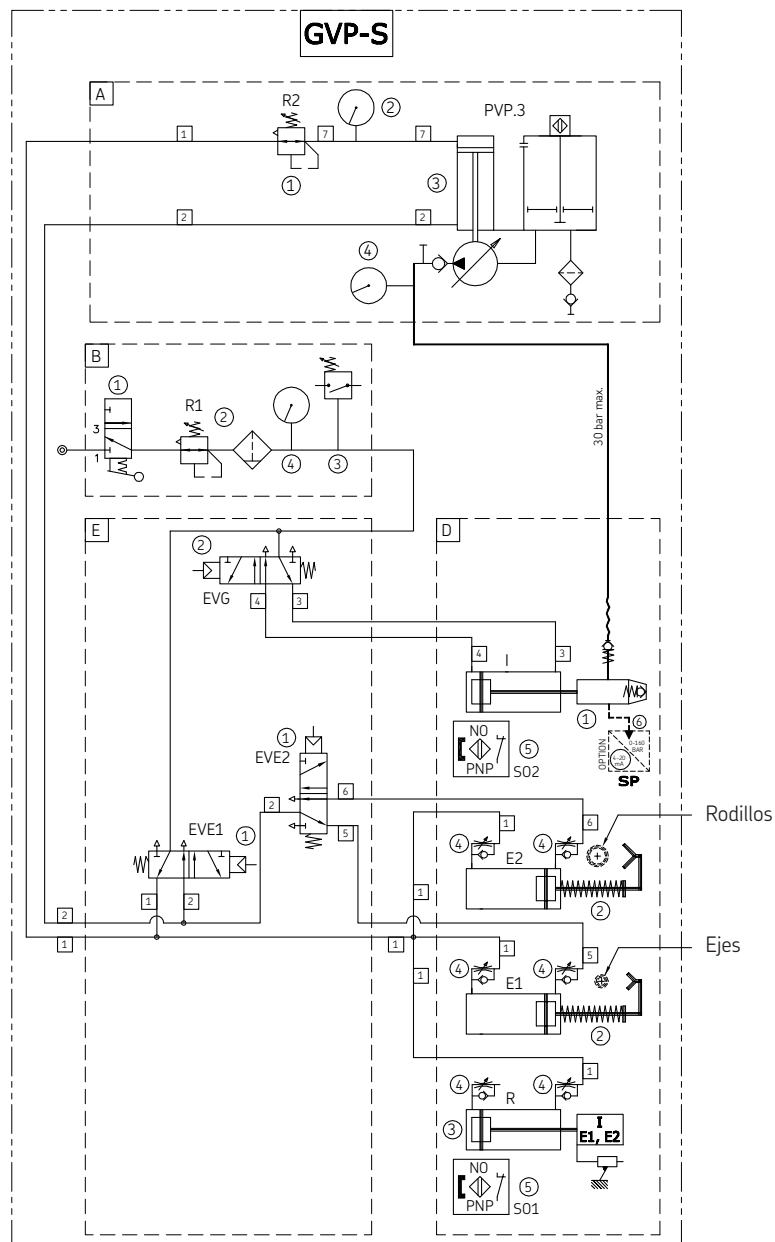 GVP-S
A
R2
2
PVP.3
1
7
7
1
3
2
2
4
B
1
R1
2
3
1
4
3
30 bar max.
E
D
2
EVG
4
3
4
I
3
1
6
NO
PNP
5
SO2
OPTION
0-160
BAR
4-20
mA
SP
1
EVE2
2
6
5
EVE1
1
1
2
1
6
4
4
E2
Rodillos
2
1
2
1
1
1
5
4
4
E1
Ejes
2
1
1
4
4
R
3
I
E1, E2
NO
PNP
5
SO1